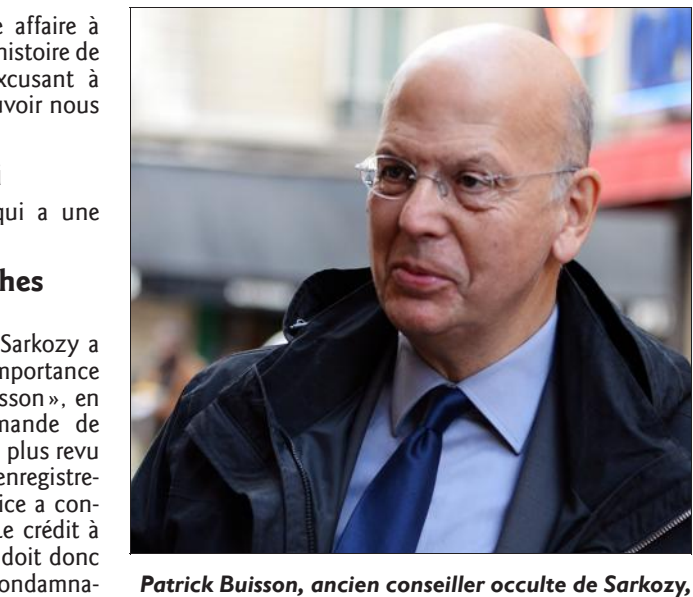 e affaire à
histoire de
xcusant à
uvoir nous
qui a une
hes
Sarkozy a
mportance
sson », en
mande de
plus revu
enregistre-
ice a con-
Le crédit à
doit donc
ondamna-
Patrick Buisson, ancien conseiller occulte de Sarkozy,